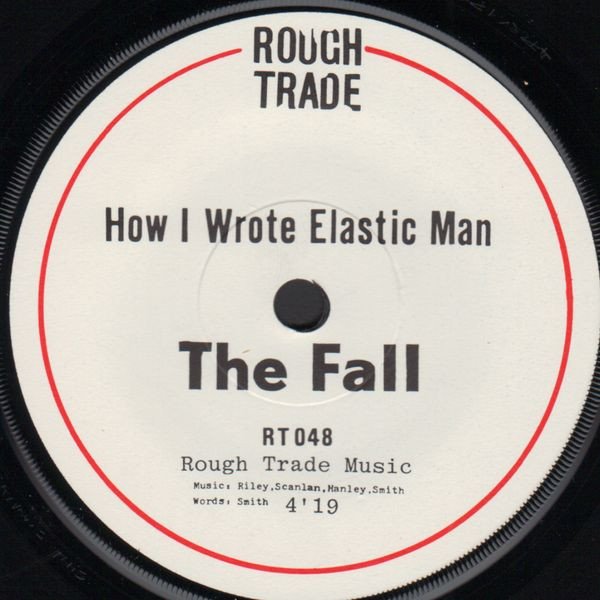 ROUGH
TRADE
How I Wrote Elastic Man
The Fall
RT 048
Rough Trade Music
Music: Riley,Scanlan,Hanley,Smith
Words: Smith 4'19